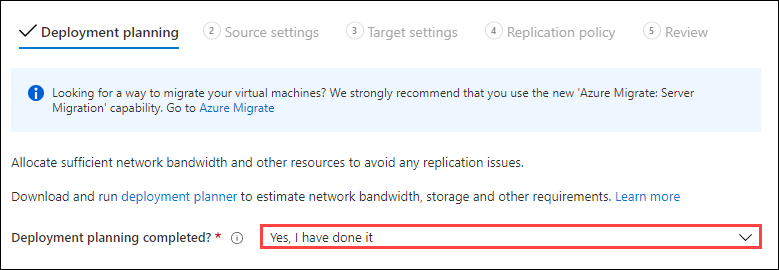 Deployment planning 2 Source settings 3 Target settings 4 Replication policy 5 Review
Looking for a way to migrate your virtual machines? We strongly recommend that you use the new 'Azure Migrate: Server
Migration' capability. Go to Azure Migrate
Allocate sufficient network bandwidth and other resources to avoid any replication issues.
Download and run deployment planner to estimate network bandwidth, storage and other requirements. Learn more
Deployment planning completed? * Yes, I have done it